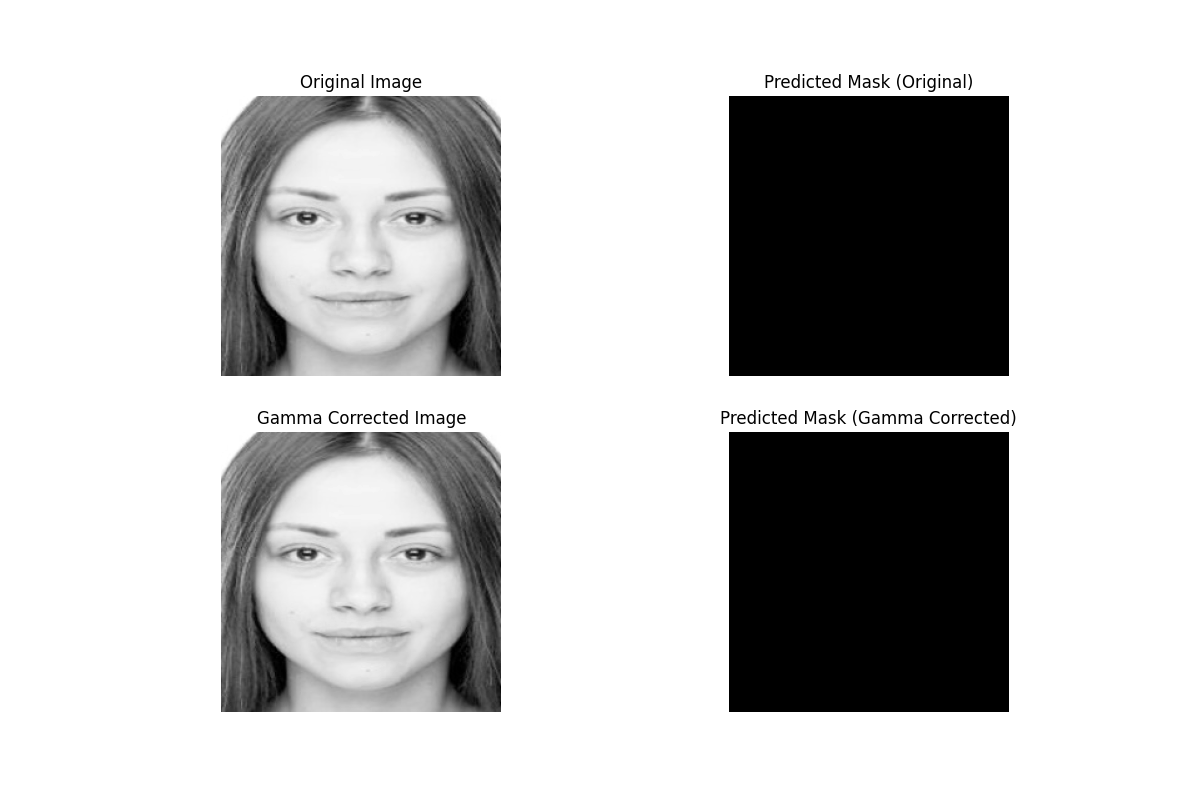 Original Image
Predicted Mask (Original)
Gamma Corrected Image
Predicted Mask (Gamma Corrected)